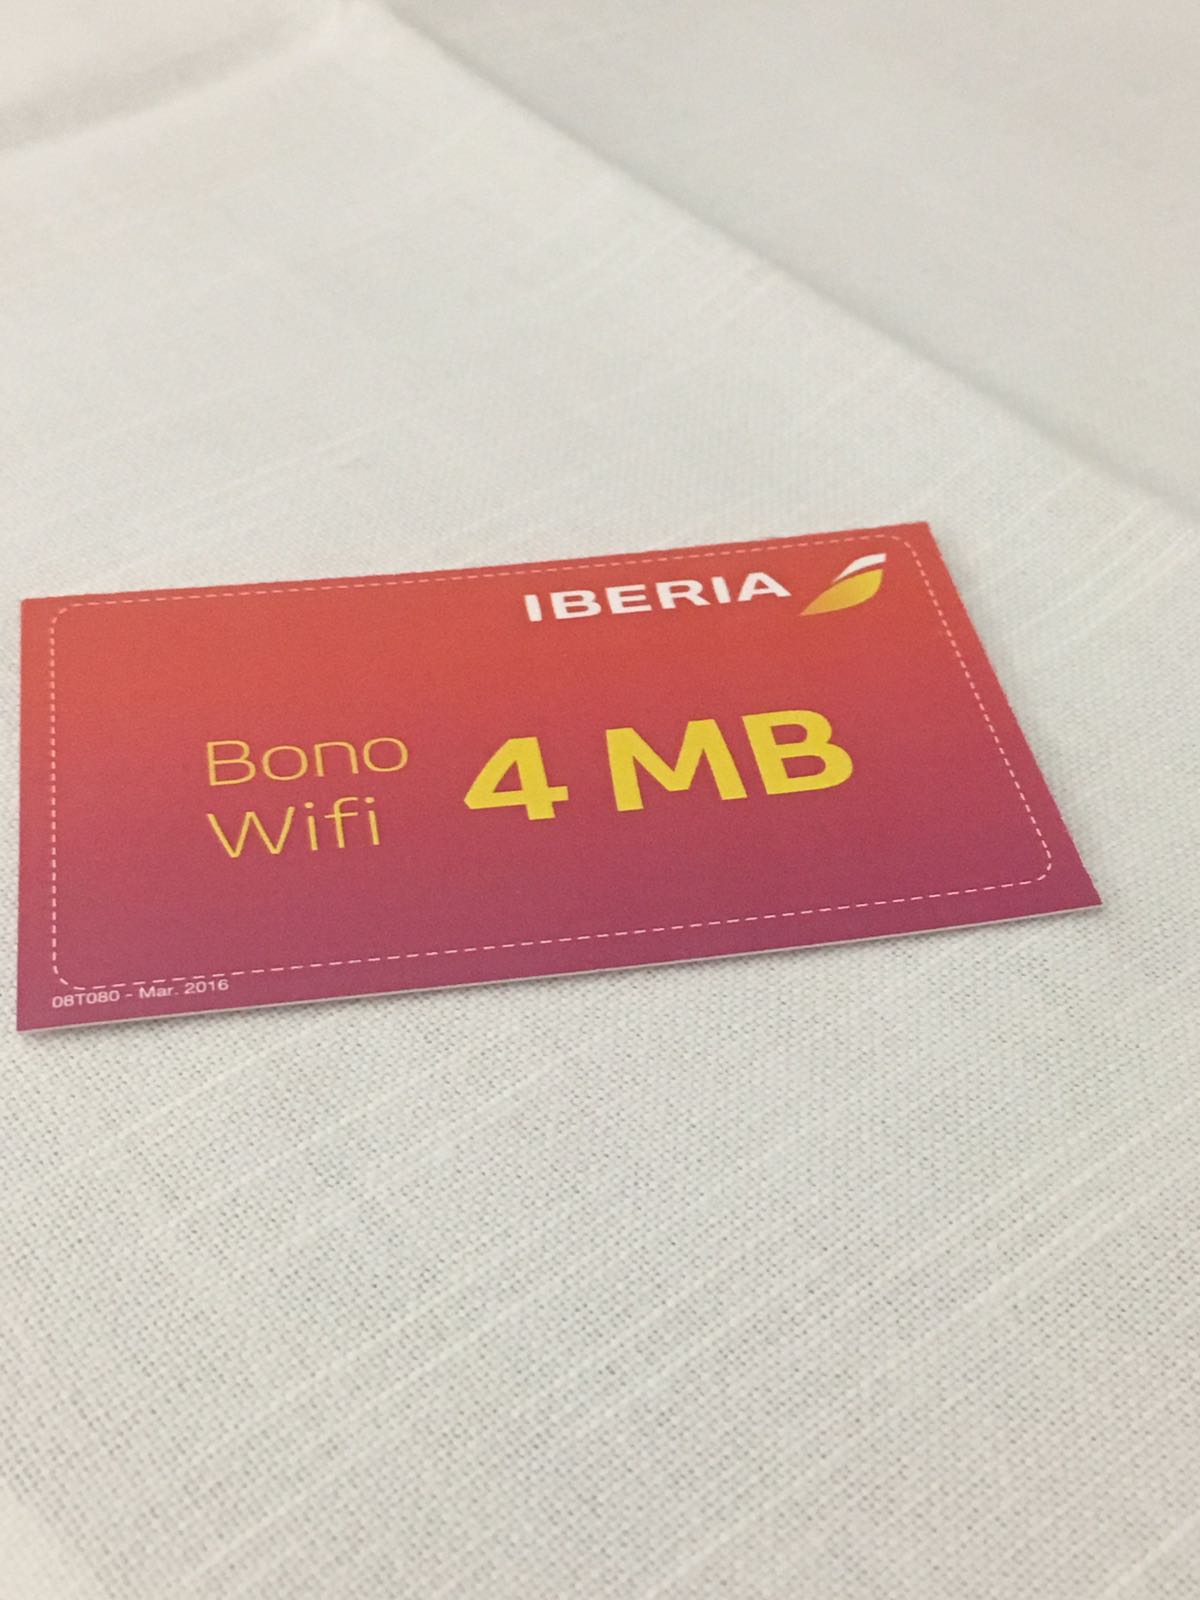 IBERIA
Bono
Wifi
4 MB
08T080 - Mar. 2016